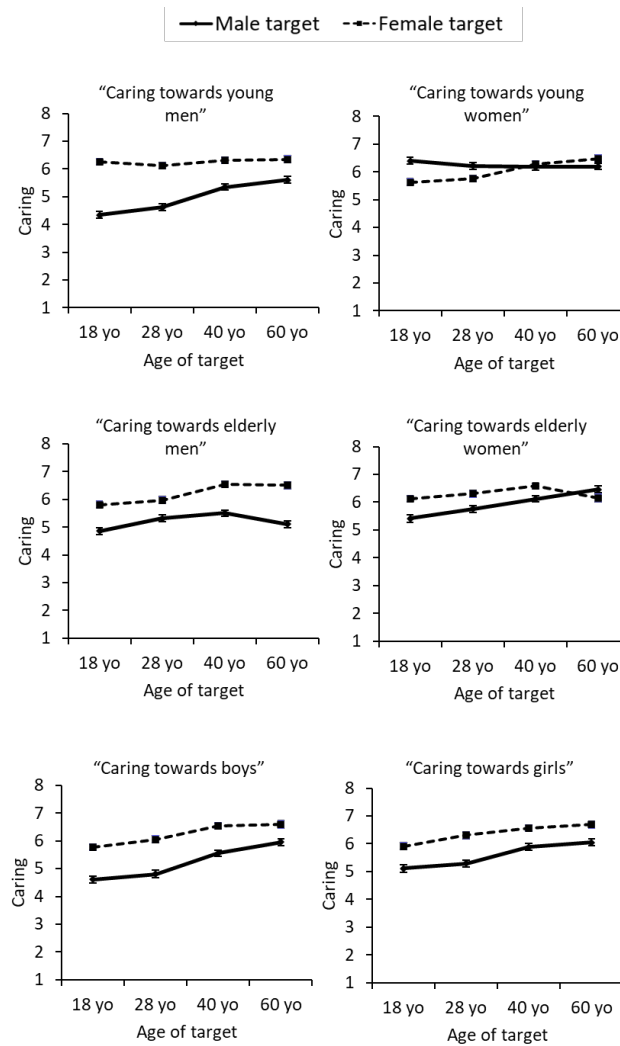 Male target Female target
“Caring towards young
men”
8
7
6
5
4
3
2
1
Caring
18 yo 28 yo 40 yo 60 yo
Age of target
“Caring towards young
women”
8
7
6
5
4
3
2
1
Caring
18 yo 28 yo 40 yo 60 yo
Age of target
“Caring towards elderly
men”
8
7
6
5
4
3
2
1
Caring
18 yo 28 yo 40 yo 60 yo
Age of target
“Caring towards elderly
women”
8
7
6
5
4
3
2
1
Caring
18 yo 28 yo 40 yo 60 yo
Age of target
“Caring towards boys”
8
7
6
5
4
3
2
1
Caring
18 yo 28 yo 40 yo 60 yo
Age of target
“Caring towards girls”
8
7
6
5
4
3
2
1
Caring
18 yo 28 yo 40 yo 60 yo
Age of target